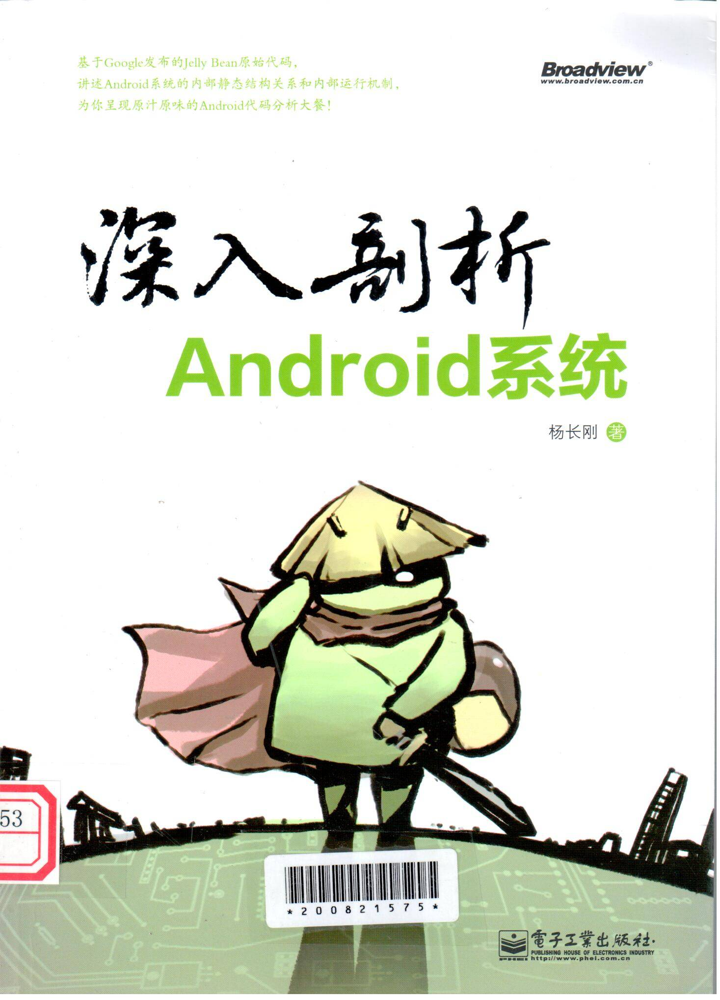 基于Google发布的Jelly Bean原始代码，
讲述Android系统的内部静态结构关系和内部运行机制，
为你呈现原汁原味的Android代码分析大餐！
Broadview®
www.broadview.com.cn
深入剖析
Android系统
杨长刚 著
53
*200821575*
電子工業出版社·
PUBLISHING HOUSE OF ELECTRONICS INDUSTRY
PHEI http://www.phei.com.cn